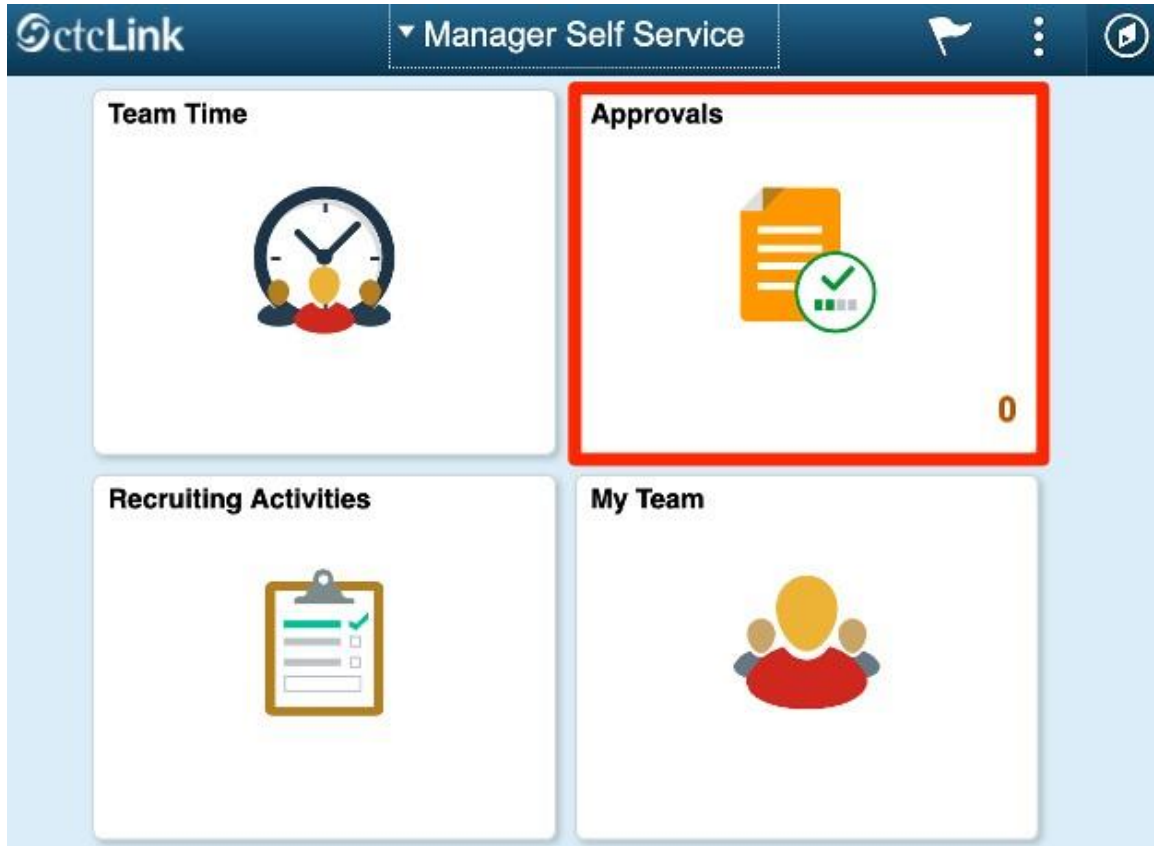 ctcLink
Manager Self Service
Team Time
Approvals
0
Recruiting Activities
My Team